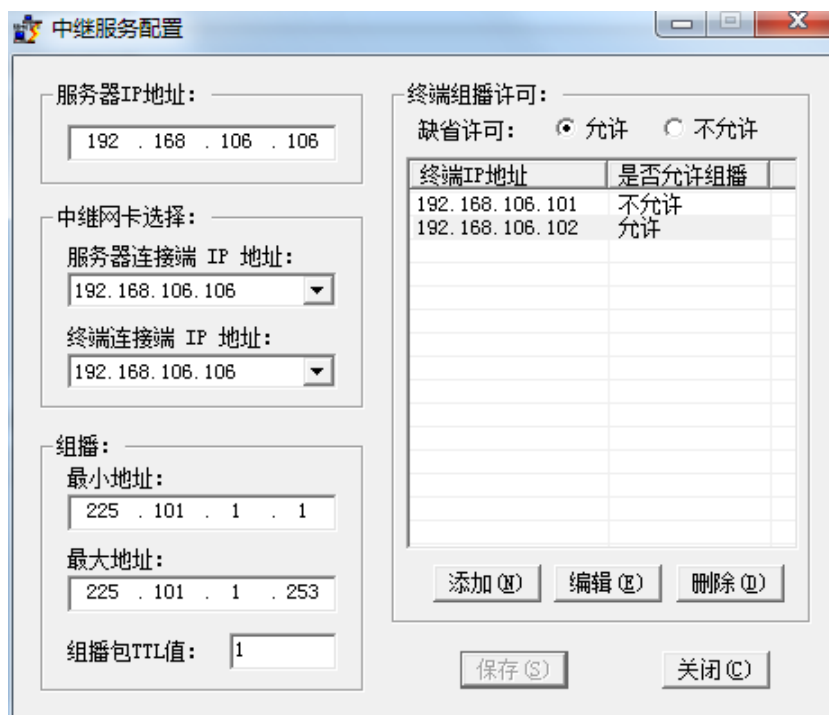 中继服务配置
服务器IP地址:
192 . 168 . 106 . 106
中继网卡选择:
服务器连接端 IP 地址:
192.168.106.106
终端连接端 IP 地址:
192.168.106.106
组播:
最小地址:
225 . 101 . 1 . 1
最大地址:
225 . 101 . 1 . 253
组播包TTL值: 1
终端组播许可:
缺省许可: 允许 不允许
终端IP地址 是否允许组播
192.168.106.101 不允许
192.168.106.102 允许
添加(N) 编辑(E) 删除(D)
保存(S) 关闭(C)